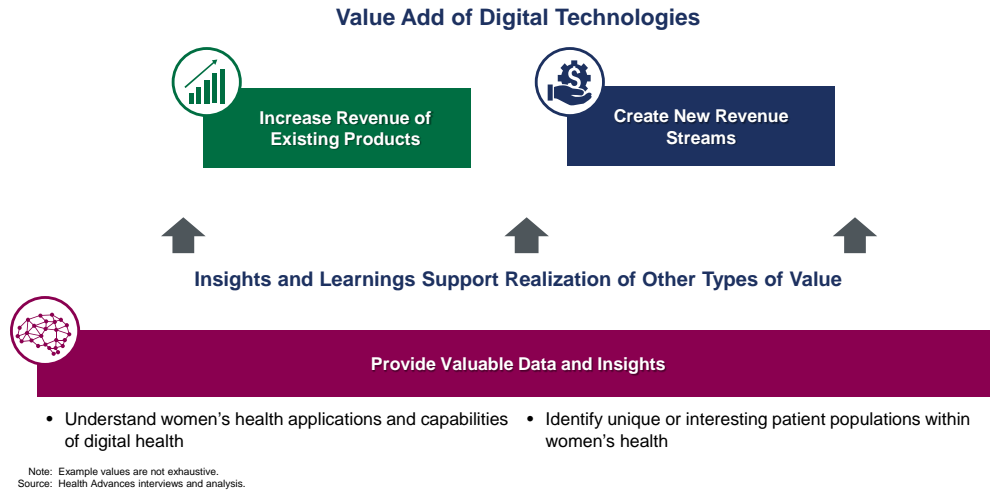 Value Add of Digital Technologies
Increase Revenue of
Existing Products
$
Create New Revenue
Streams
Insights and Learnings Support Realization of Other Types of Value
Provide Valuable Data and Insights
• Understand women’s health applications and capabilities
of digital health
• Identify unique or interesting patient populations within
women’s health
Note: Example values are not exhaustive.
Source: Health Advances interviews and analysis.